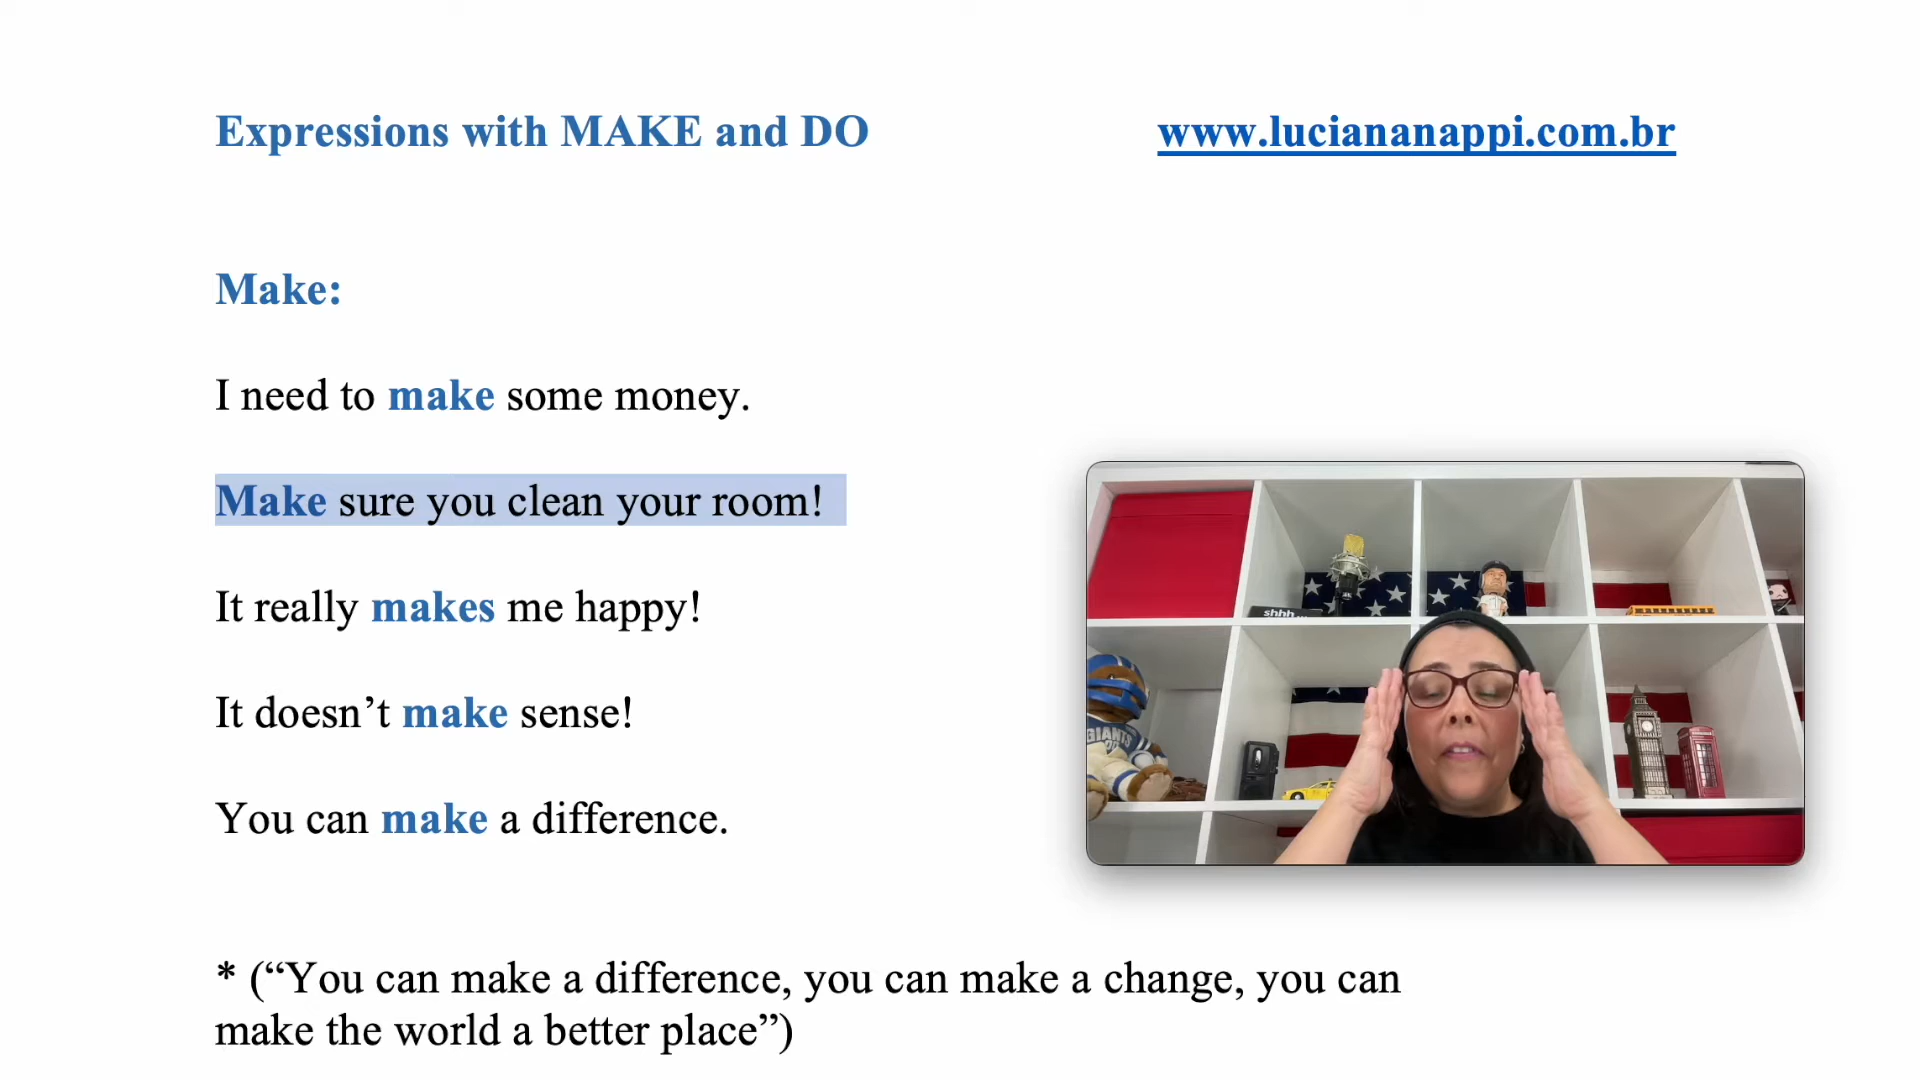 Expressions with MAKE and DO
www.luciananappi.com.br
Make:
I need to make some money.
Make sure you clean your room!
It really makes me happy!
It doesn’t make sense!
You can make a difference.
shhh...
GIANTS
* (“You can make a difference, you can make a change, you can
make the world a better place”)